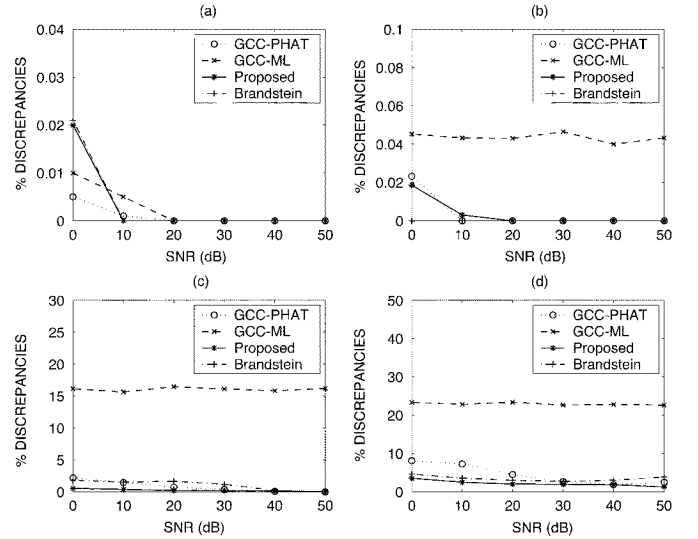 (a)
0.04
0.03
0.02
0.01
0
% DISCREPANCIES
GCC-PHAT
GCC-ML
Proposed
Brandstein
0 10 20 30 40 50
SNR (dB)
(b)
0.1
0.08
0.06
0.04
0.02
0
% DISCREPANCIES
GCC-PHAT
GCC-ML
Proposed
Brandstein
0 10 20 30 40 50
SNR (dB)
(c)
30
25
20
15
10
5
0
% DISCREPANCIES
GCC-PHAT
GCC-ML
Proposed
Brandstein
0 10 20 30 40 50
SNR (dB)
(d)
50
40
30
20
10
0
% DISCREPANCIES
GCC-PHAT
GCC-ML
Proposed
Brandstein
0 10 20 30 40 50
SNR (dB)